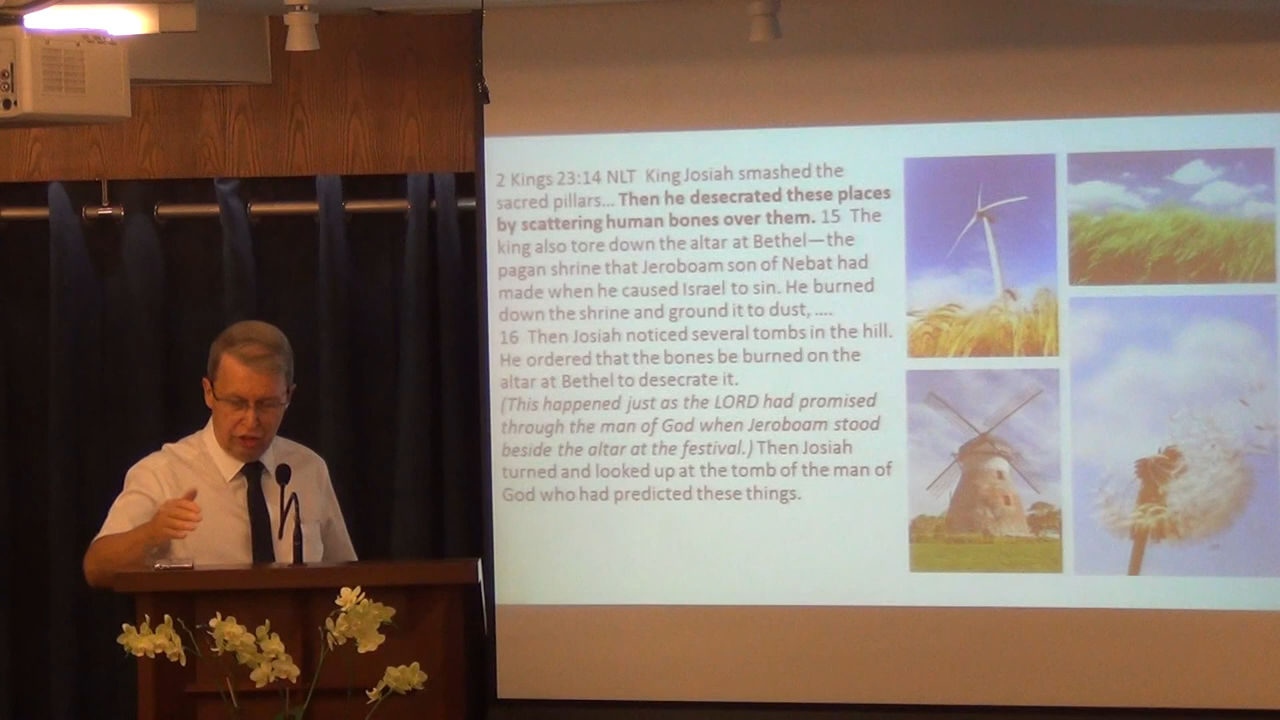 2 Kings 23:14 NLT  King Josiah smashed the
sacred pillars... Then he desecrated these places
by scattering human bones over them. 15  The
king also tore down the altar at Bethel—the
pagan shrine that Jeroboam son of Nebat had
made when he caused Israel to sin. He burned
down the shrine and ground it to dust, ....
16  Then Josiah noticed several tombs in the hill.
He ordered that the bones be burned on the
altar at Bethel to desecrate it.
(This happened just as the LORD had promised
through the man of God when Jeroboam stood
beside the altar at the festival.) Then Josiah
turned and looked up at the tomb of the man of
God who had predicted these things.